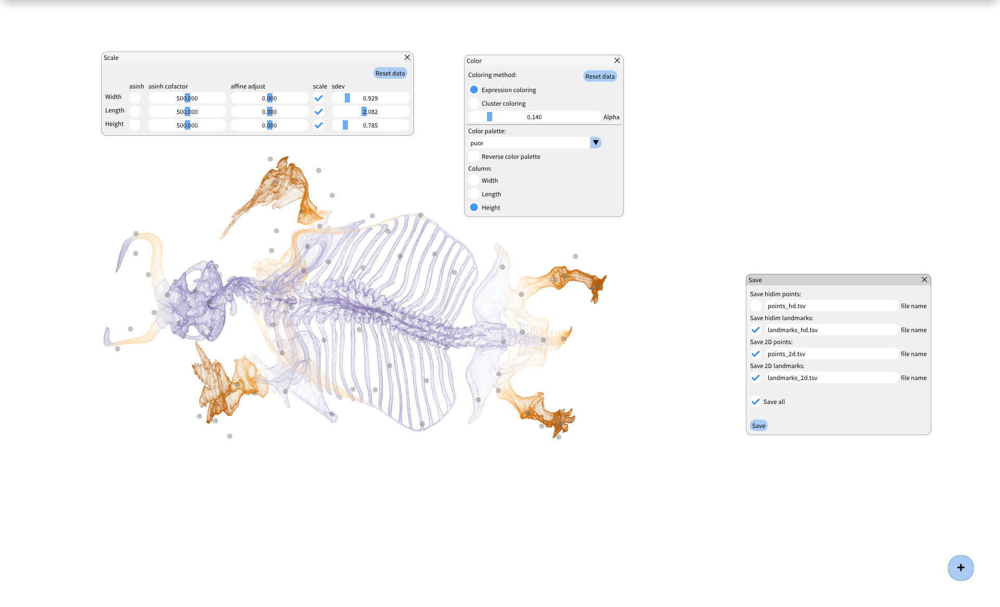 Scale
Reset data
asinh asinh cofactor affine adjust scale sdev
Width 500.000 0.000 0.929
Length 500.000 0.000 2.082
Height 500.000 0.000 0.785
Color
Coloring method:
Reset data
Expression coloring
Cluster coloring
0.140 Alpha
Color palette:
puor
Reverse color palette
Column:
Width
Length
Height
Save
Save hidim points:
points_hd.tsv file name
Save hidim landmarks:
landmarks_hd.tsv file name
Save 2D points:
points_2d.tsv file name
Save 2D landmarks:
landmarks_2d.tsv file name
Save all
Save
+